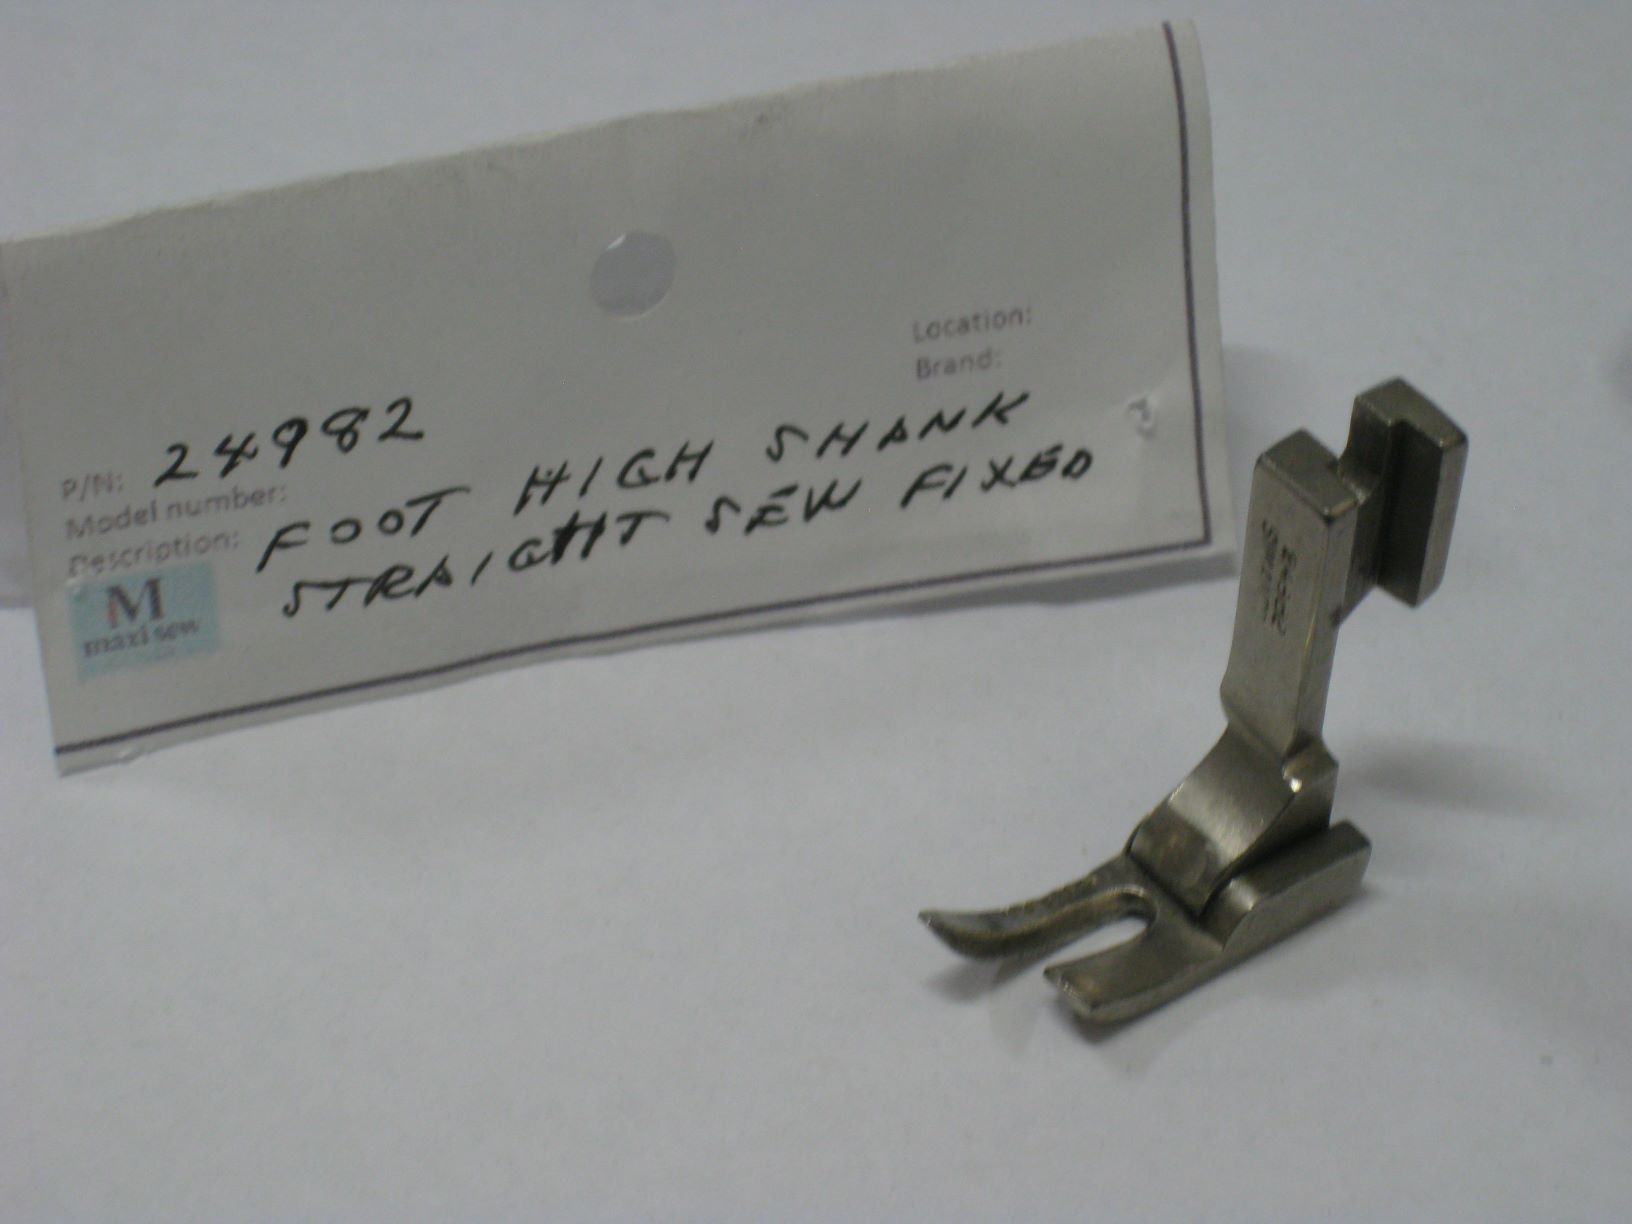 Location:
Brand:
P/N: 24982
Model number:
Description: FOOT HIGH SHANK
STRAIGHT SEW FIXED
M
maxi sew